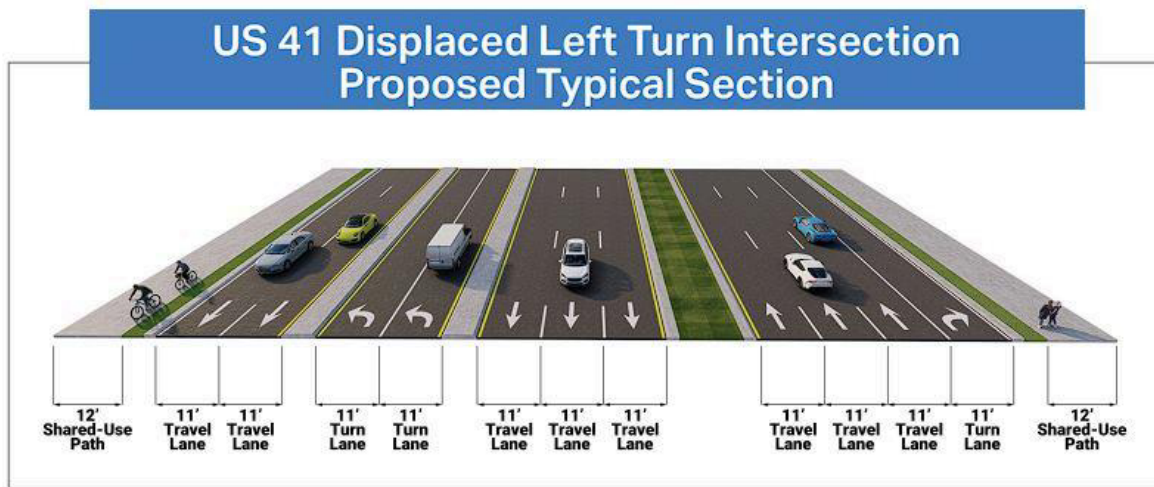 US 41 Displaced Left Turn Intersection
Proposed Typical Section
12'
Shared-Use
Path
11'
Travel
Lane
11'
Travel
Lane
11'
Turn
Lane
11'
Turn
Lane
11'
Travel
Lane
11'
Travel
Lane
11'
Travel
Lane
11'
Travel
Lane
11'
Travel
Lane
11'
Travel
Lane
11'
Turn
Lane
12'
Shared-Use
Path